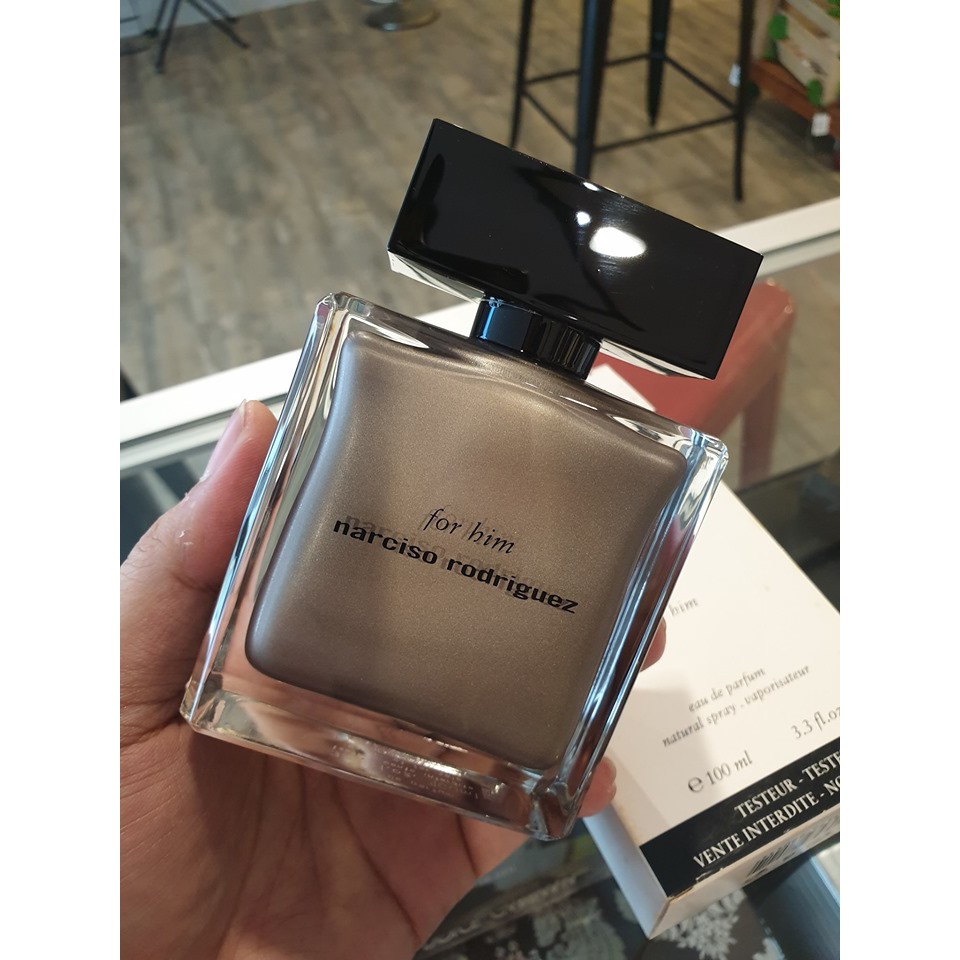 for him
narciso rodriguez
him
eau de parfum
natural spray . vaporisateur
℮ 100 ml 3.3 fl.oz
TESTEUR - TESTE
VENTE INTERDITE - NO